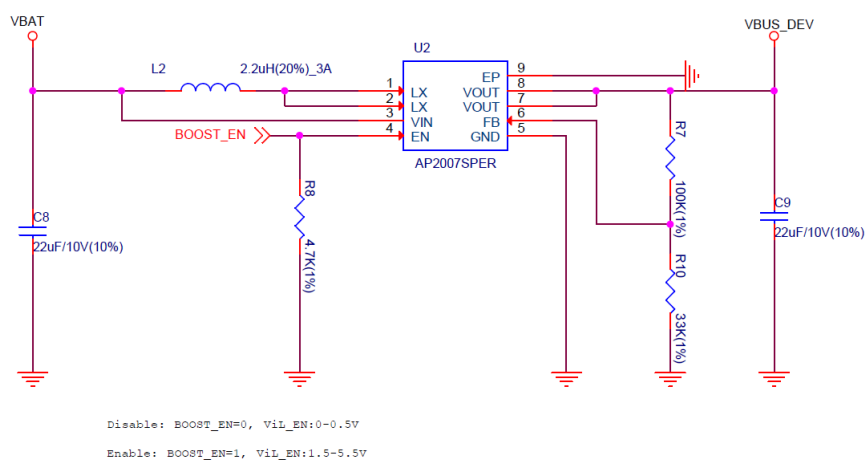 VBAT
VBUS_DEV
U2
L2
2.2uH(20%)_3A
1
2
3
4
LX
LX
VIN
EN
EP
VOUT
VOUT
FB
GND
9
8
7
6
5
BOOST_EN
AP2007SPER
R7
100K(1%)
R8
4.7K(1%)
C8
22uF/10V(10%)
C9
22uF/10V(10%)
R10
33K(1%)
Disable: BOOST_EN=0, ViL_EN:0-0.5V
Enable: BOOST_EN=1, ViL_EN:1.5-5.5V